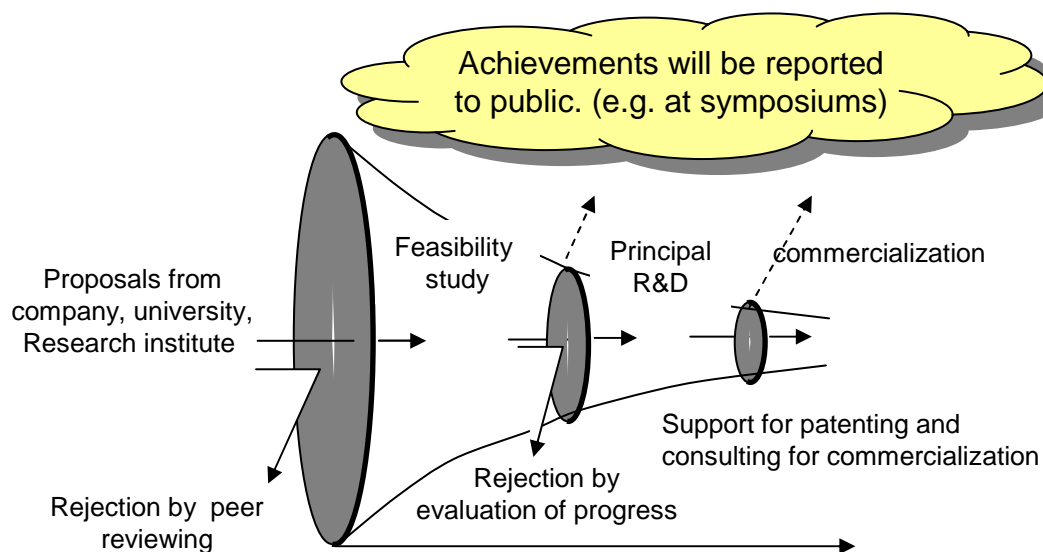 Achievements will be reported
to public. (e.g. at symposiums)
Feasibility
study
Principal
R&D
commercialization
Proposals from
company, university,
Research institute
Support for patenting and
consulting for commercialization
Rejection by
evaluation of progress
Rejection by peer
reviewing